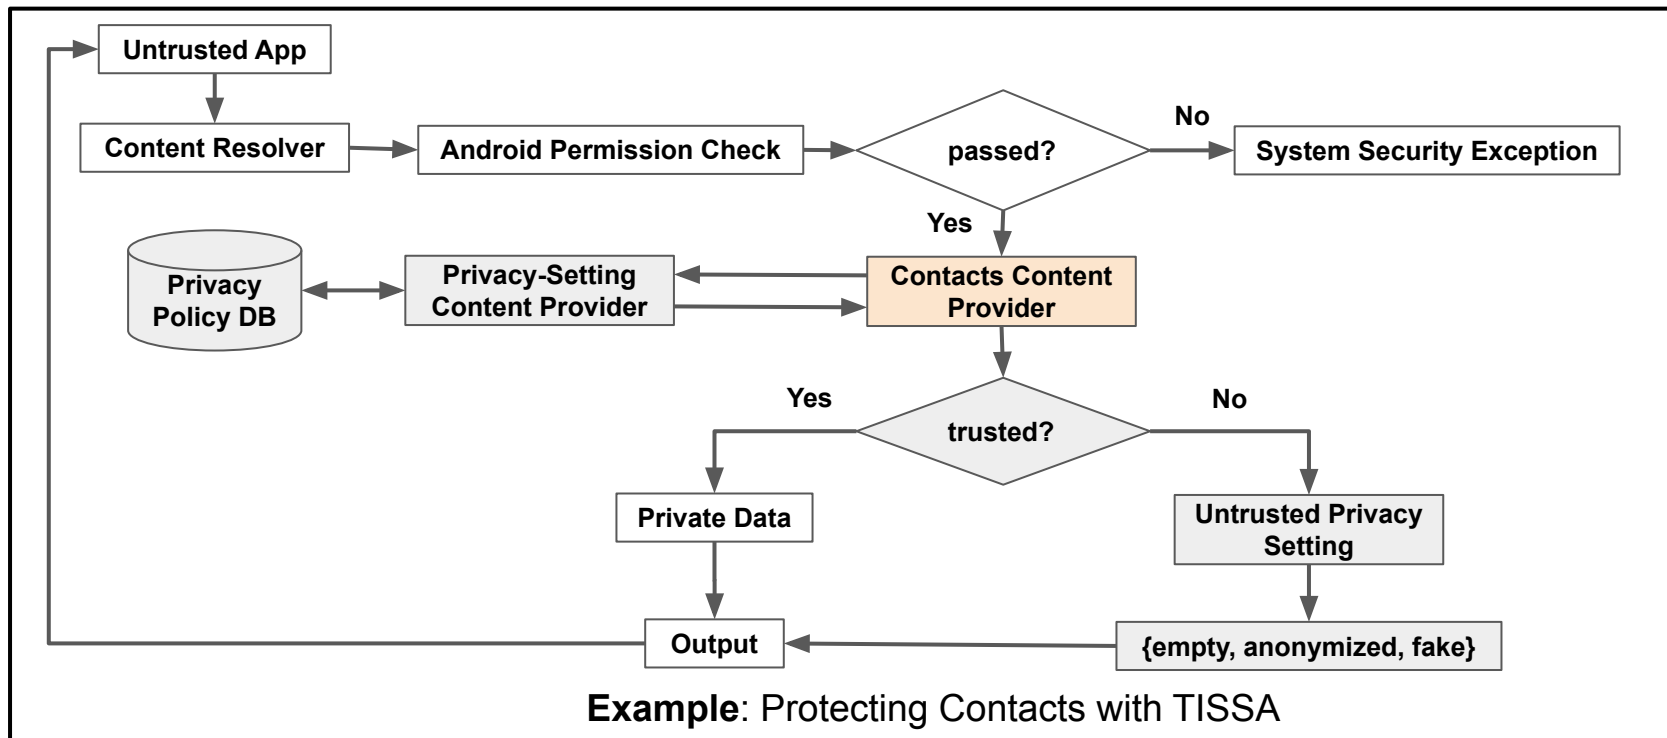 Untrusted App
Content Resolver
Android Permission Check
passed?
No
System Security Exception
Yes
Privacy
Policy DB
Privacy-Setting
Content Provider
Contacts Content
Provider
Yes
trusted?
No
Private Data
Untrusted Privacy
Setting
Output
{empty, anonymized, fake}
Example: Protecting Contacts with TISSA